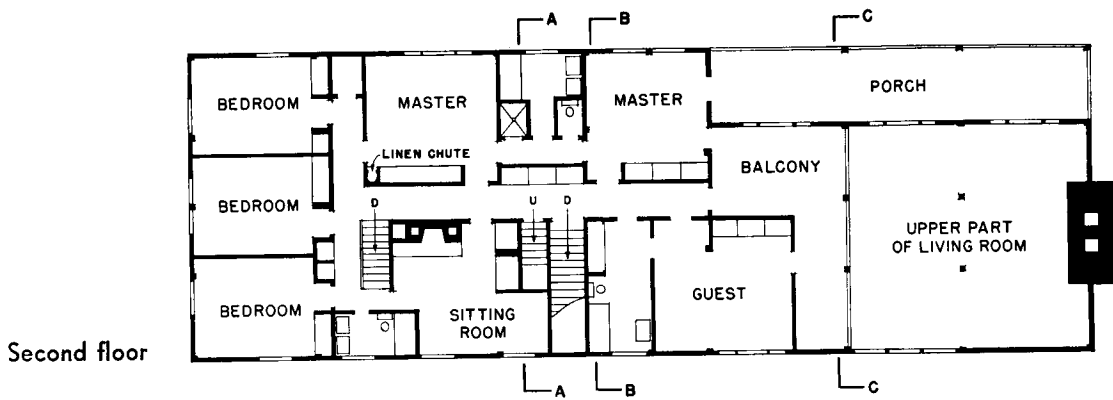 A
B
C
BEDROOM
MASTER
MASTER
PORCH
LINEN CHUTE
BALCONY
BEDROOM
D
U
D
UPPER PART
OF LIVING ROOM
BEDROOM
SITTING
ROOM
GUEST
Second floor
A
B
C